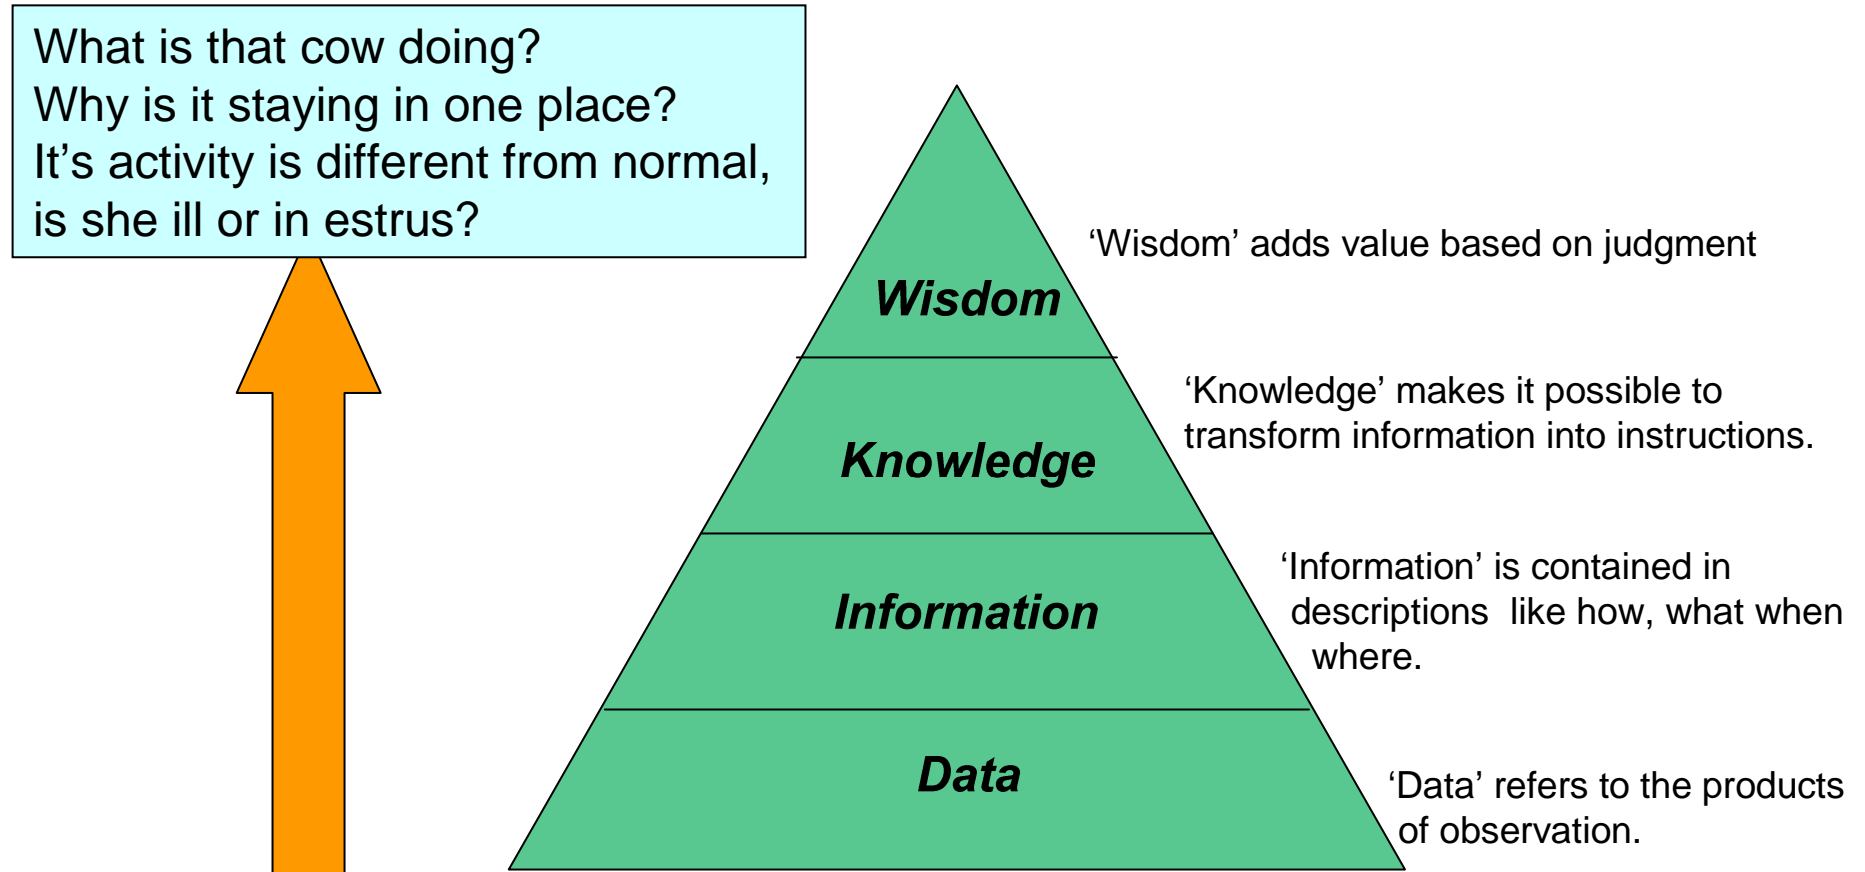 What is that cow doing?
Why is it staying in one place?
It’s activity is different from normal,
is she ill or in estrus?
‘Wisdom’ adds value based on judgment
Wisdom
‘Knowledge’ makes it possible to
transform information into instructions.
Knowledge
‘Information’ is contained in
descriptions like how, what when
where.
Information
Data
‘Data’ refers to the products
of observation.